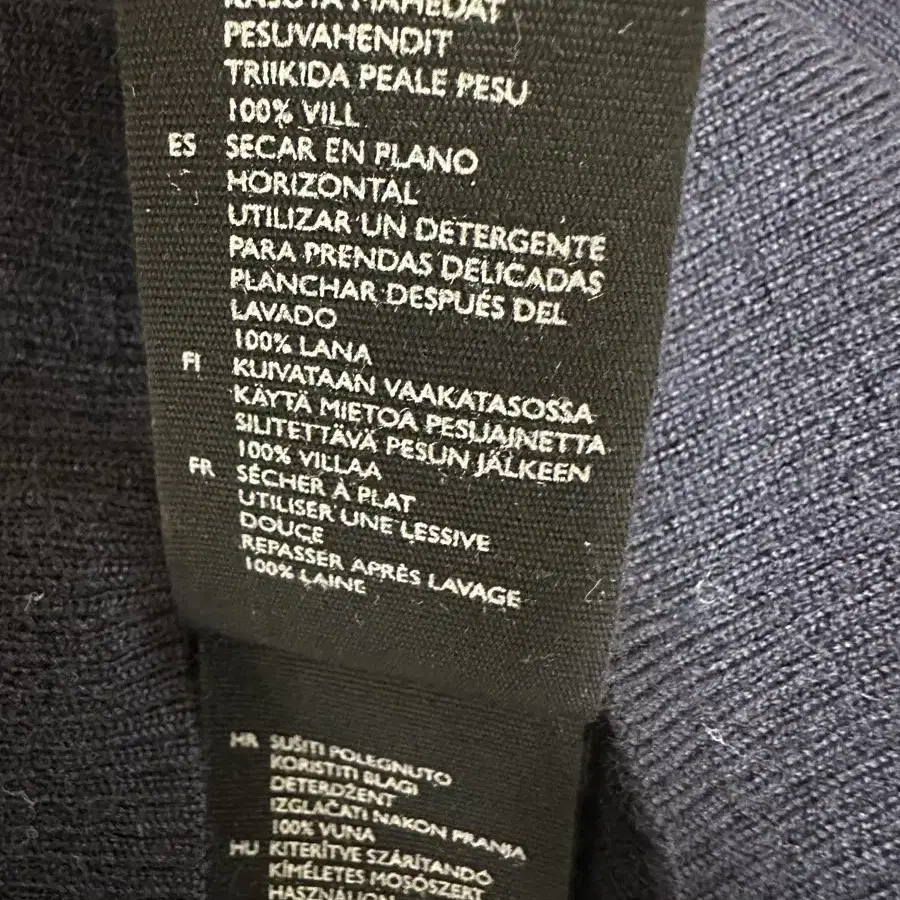 KASUTA MAHEDAT
PESUVAHENDIT
TRIIKIDA PEALE PESU
100% VILL
ES SECAR EN PLANO
HORIZONTAL
UTILIZAR UN DETERGENTE
PARA PRENDAS DELICADAS
PLANCHAR DESPUÉS DEL
LAVADO
100% LANA
FI KUIVATAAN VAAKATASOSSA
KÄYTÄ MIETOA PESUAINETTA
SILITETTÄVÄ PESUN JÄLKEEN
100% VILLAA
FR SÉCHER À PLAT
UTILISER UNE LESSIVE
DOUCE
REPASSER APRÈS LAVAGE
100% LAINE
HR SUŠITI POLEGNUTO
KORISTITI BLAGI
DETERDŽENT
IZGLAČATI NAKON PRANJA
100% VUNA
HU KITERÍTVE SZÁRÍTANDÓ
KÍMÉLETES MOSÓSZERT
HASZNÁLJON